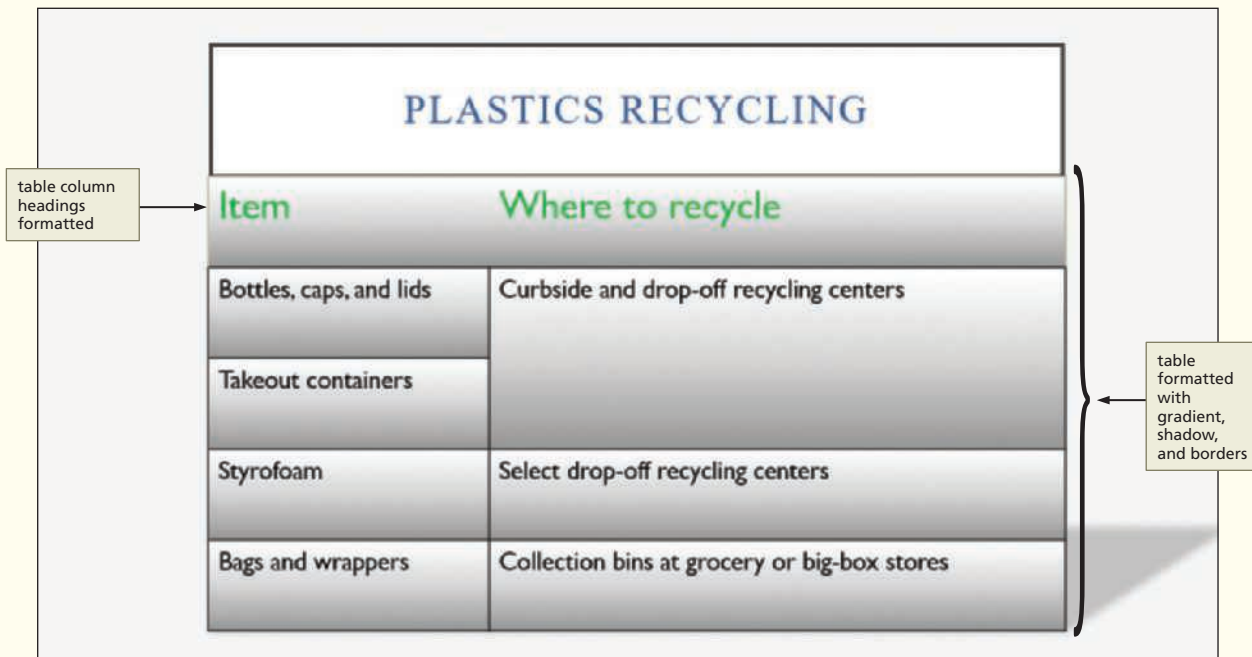 PLASTICS RECYCLING
table column
headings
formatted
Item Where to recycle
Bottles, caps, and lids Curbside and drop-off recycling centers
Takeout containers
table
formatted
with
gradient,
shadow,
and borders
Styrofoam Select drop-off recycling centers
Bags and wrappers Collection bins at grocery or big-box stores